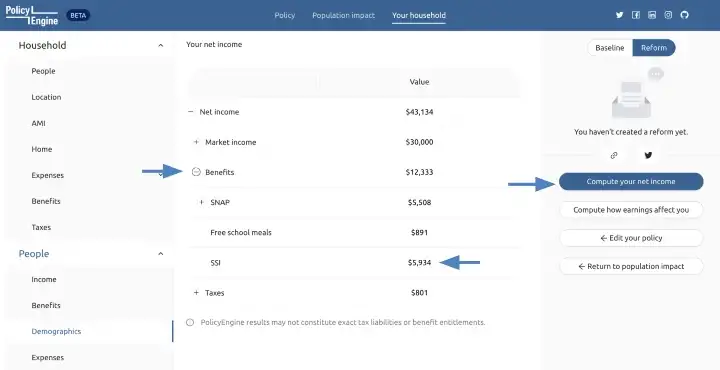 Policy Engine BETA
Policy Population impact Your household
Household
People
Location
AMI
Home
Expenses
Benefits
Taxes
People
Income
Benefits
Demographics
Expenses
Your net income
Value
− Net income $43,134
+ Market income $30,000
Benefits $12,333
+ SNAP $5,508
Free school meals $891
SSI $5,934
+ Taxes $801
PolicyEngine results may not constitute exact tax liabilities or benefit entitlements.
Baseline Reform
You haven't created a reform yet.
Compute your net income
Compute how earnings affect you
← Edit your policy
← Return to population impact